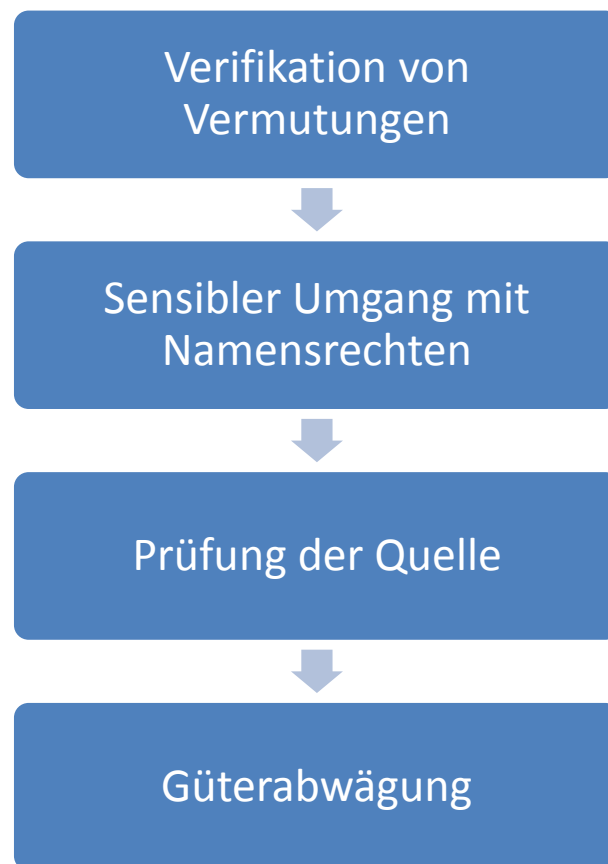 Verifikation von
Vermutungen
Sensibler Umgang mit
Namensrechten
Prüfung der Quelle
Güterabwägung